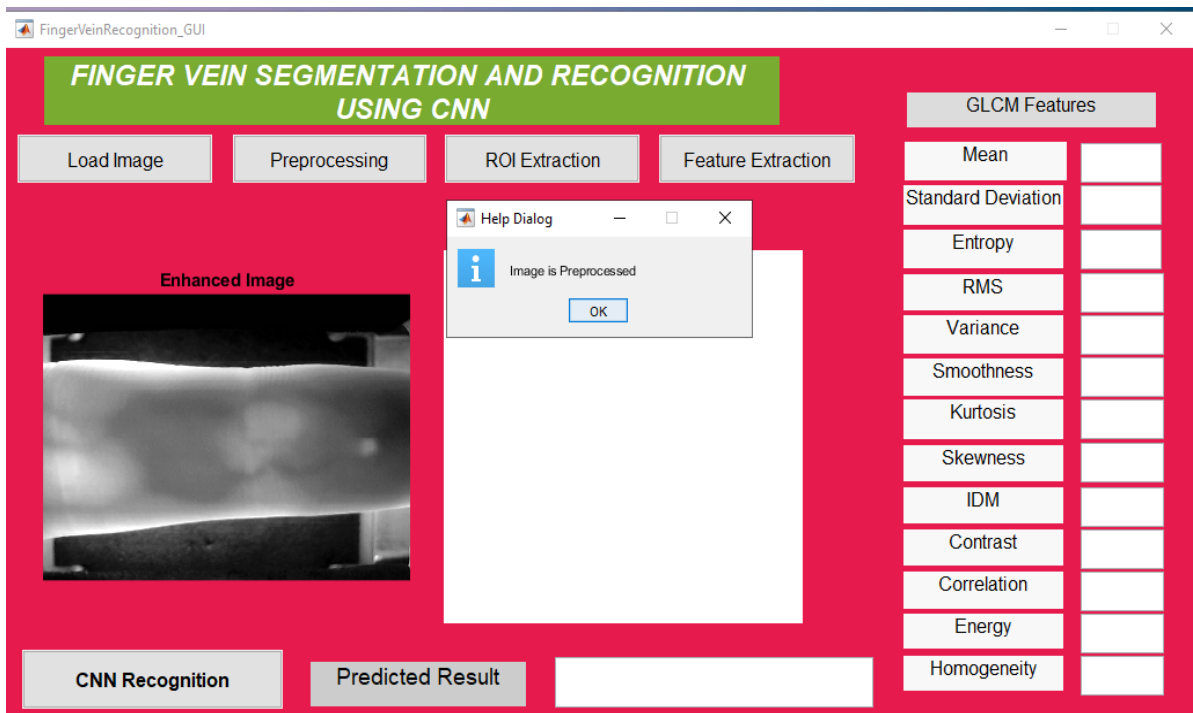 FingerVeinRecognition_GUI
FINGER VEIN SEGMENTATION AND RECOGNITION
USING CNN
Load Image
Preprocessing
ROI Extraction
Feature Extraction
Help Dialog
Image is Preprocessed
OK
Enhanced Image
CNN Recognition
Predicted Result
GLCM Features
Mean
Standard Deviation
Entropy
RMS
Variance
Smoothness
Kurtosis
Skewness
IDM
Contrast
Correlation
Energy
Homogeneity